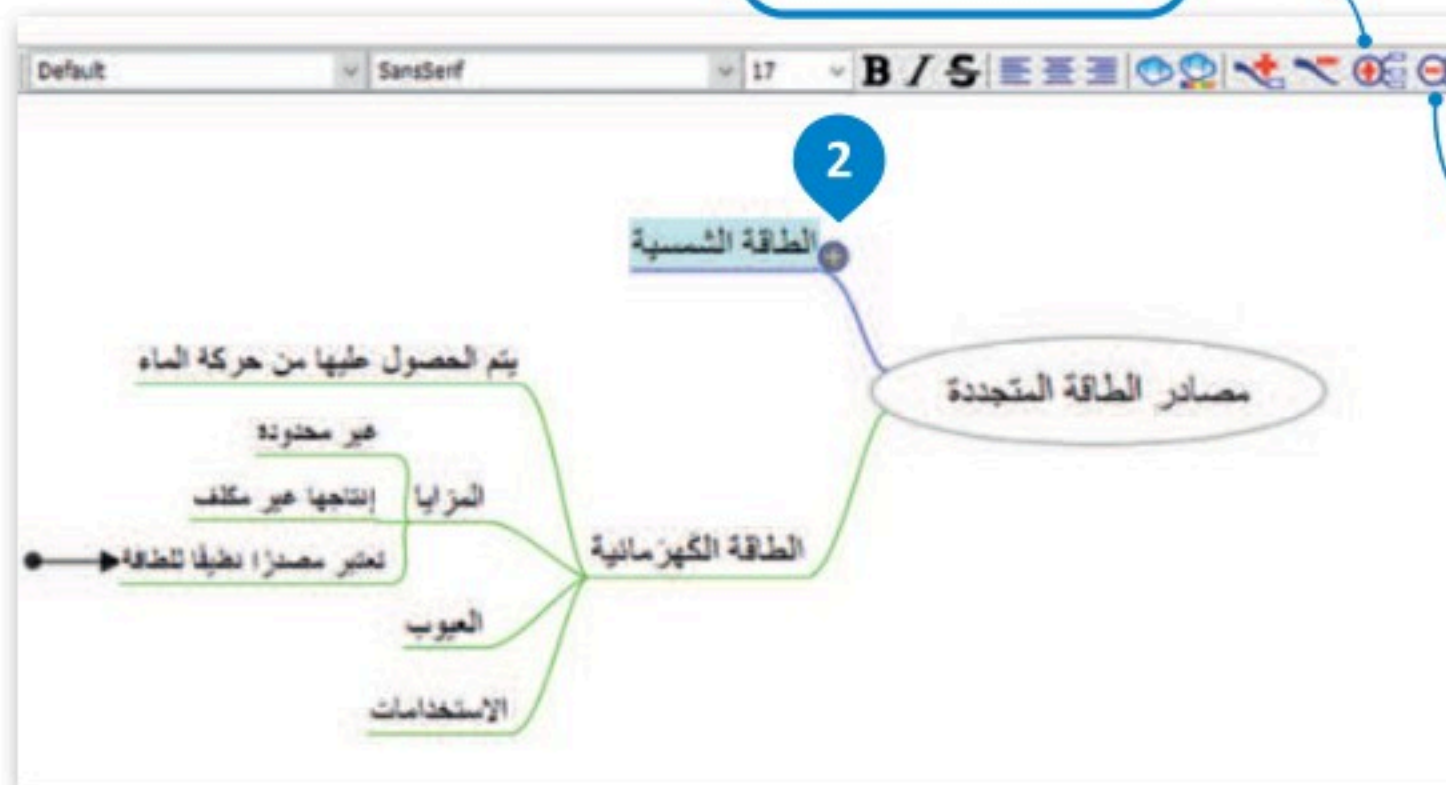 Default SansSerif 17 B I S
2
الطاقة الشمسية
مصادر الطاقة المتجددة
يتم الحصول عليها من حركة الماء
غير محدودة
المزايا
إنتاجها غير مكلف
تعتبر مصدرًا نظيفًا للطاقة
الطاقة الكهرمائية
العيوب
الاستخدامات